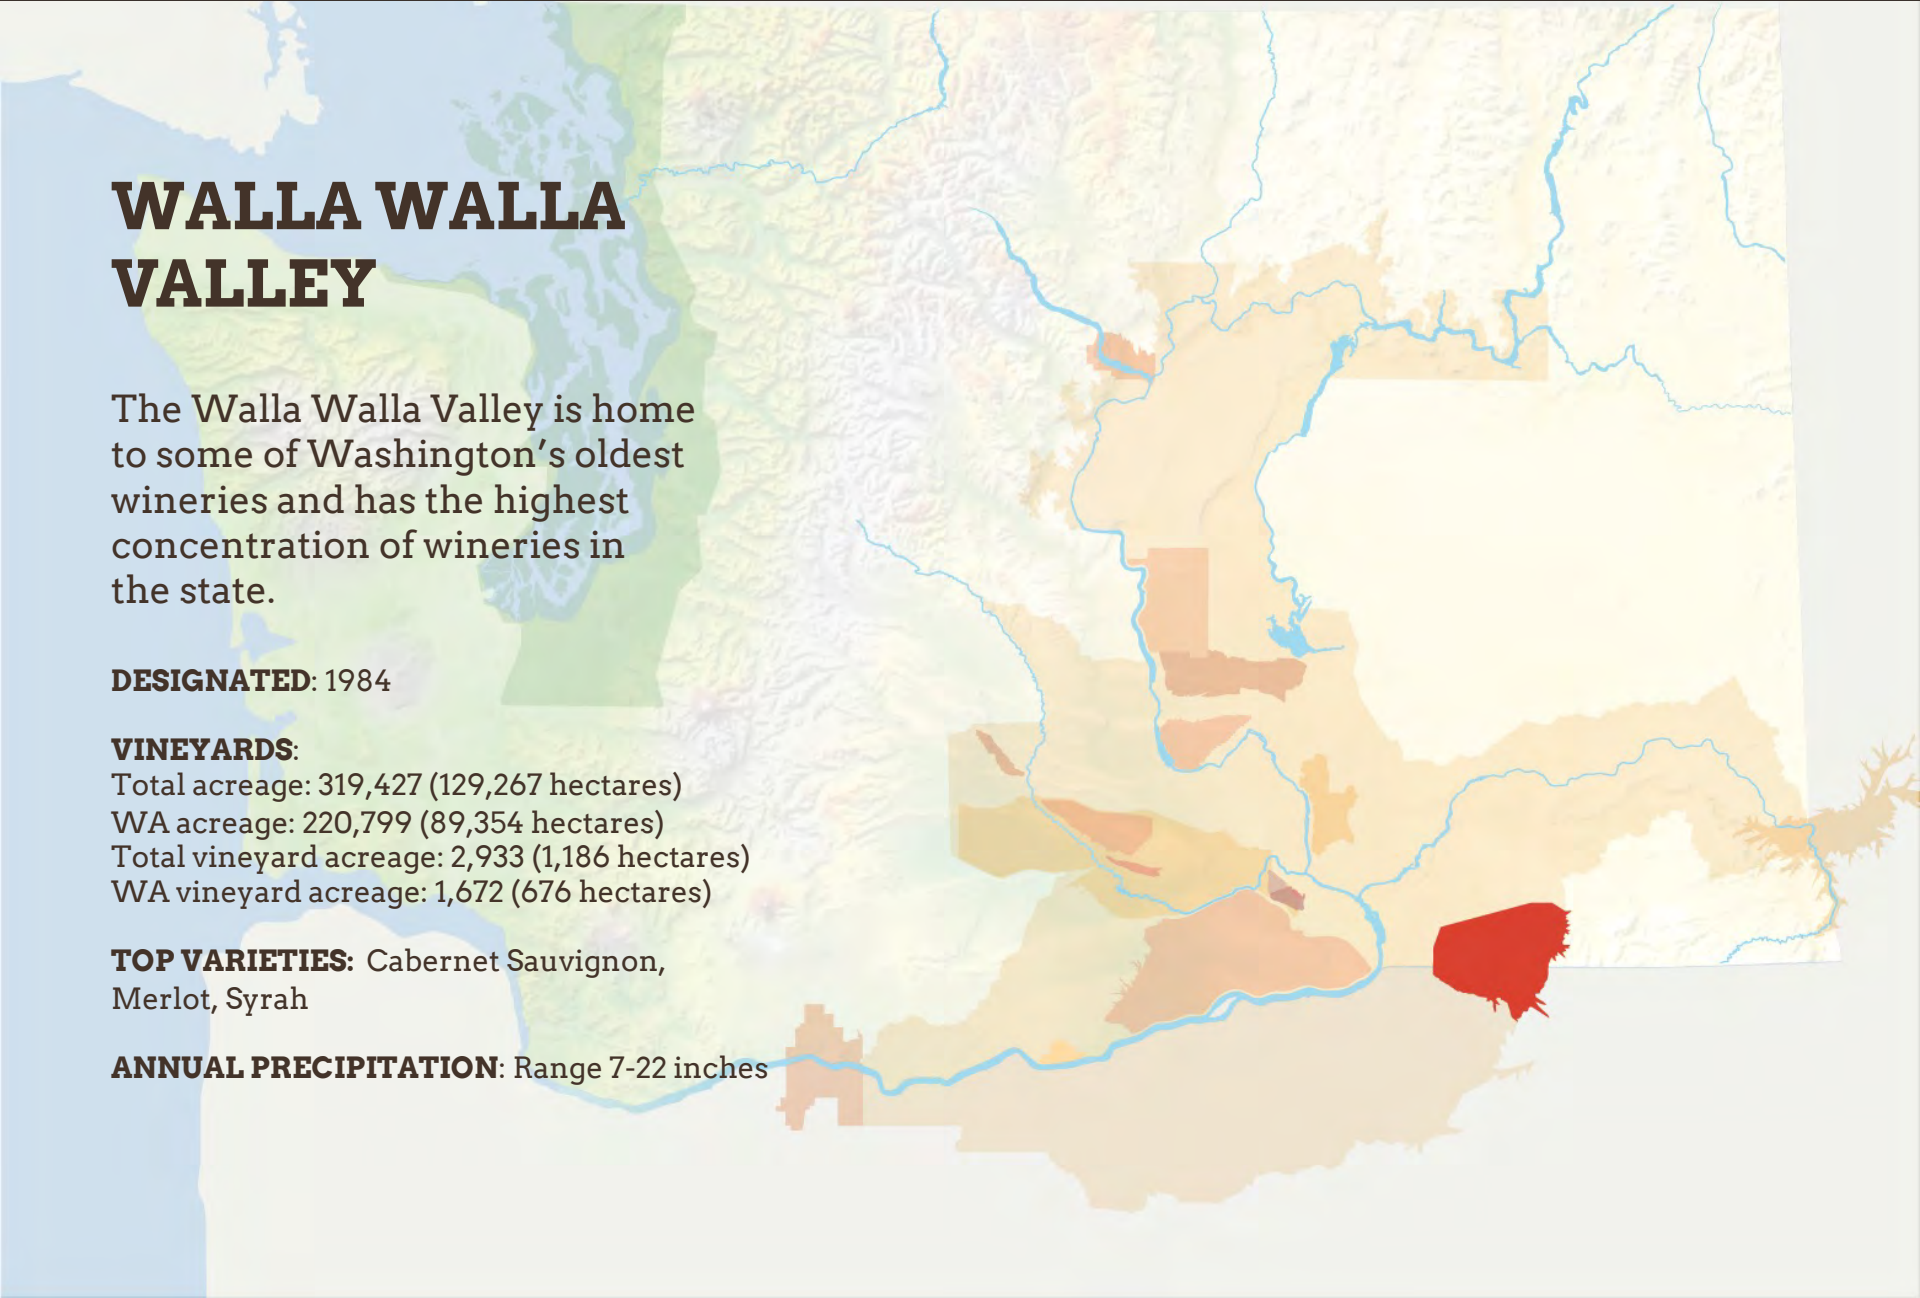 WALLA WALLA
VALLEY
The Walla Walla Valley is home
to some of Washington’s oldest
wineries and has the highest
concentration of wineries in
the state.
DESIGNATED: 1984
VINEYARDS:
Total acreage: 319,427 (129,267 hectares)
WA acreage: 220,799 (89,354 hectares)
Total vineyard acreage: 2,933 (1,186 hectares)
WA vineyard acreage: 1,672 (676 hectares)
TOP VARIETIES: Cabernet Sauvignon,
Merlot, Syrah
ANNUAL PRECIPITATION: Range 7-22 inches